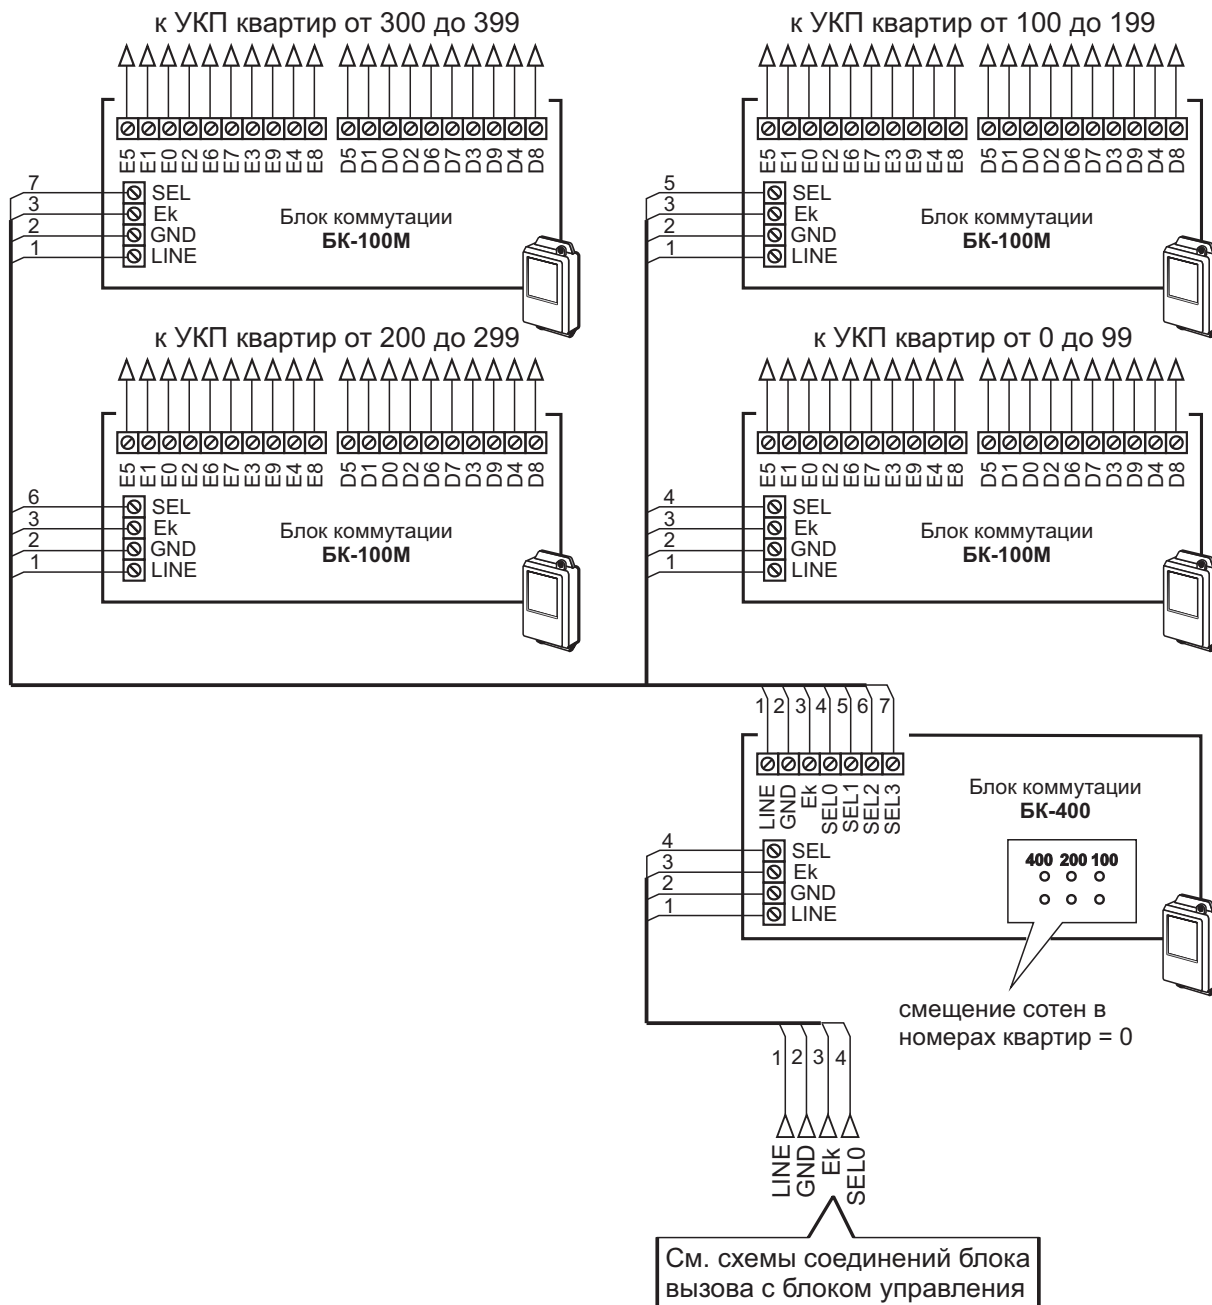 к УКП квартир от 300 до 399
E5 E1 E0 E2 E6 E7 E3 E9 E4 E8 D5 D1 D0 D2 D6 D7 D3 D9 D4 D8
7 SEL
3 Ek
2 GND
1 LINE
Блок коммутации
БК-100М
к УКП квартир от 100 до 199
E5 E1 E0 E2 E6 E7 E3 E9 E4 E8 D5 D1 D0 D2 D6 D7 D3 D9 D4 D8
5 SEL
3 Ek
2 GND
1 LINE
Блок коммутации
БК-100М
к УКП квартир от 200 до 299
E5 E1 E0 E2 E6 E7 E3 E9 E4 E8 D5 D1 D0 D2 D6 D7 D3 D9 D4 D8
6 SEL
3 Ek
2 GND
1 LINE
Блок коммутации
БК-100М
к УКП квартир от 0 до 99
E5 E1 E0 E2 E6 E7 E3 E9 E4 E8 D5 D1 D0 D2 D6 D7 D3 D9 D4 D8
4 SEL
3 Ek
2 GND
1 LINE
Блок коммутации
БК-100М
1 2 3 4 5 6 7
LINE GND Ek SEL0 SEL1 SEL2 SEL3
Блок коммутации
БК-400
400 200 100
4 SEL
3 Ek
2 GND
1 LINE
смещение сотен в
номерах квартир = 0
1 2 3 4
LINE GND Ek SEL0
См. схемы соединений блока
вызова с блоком управления